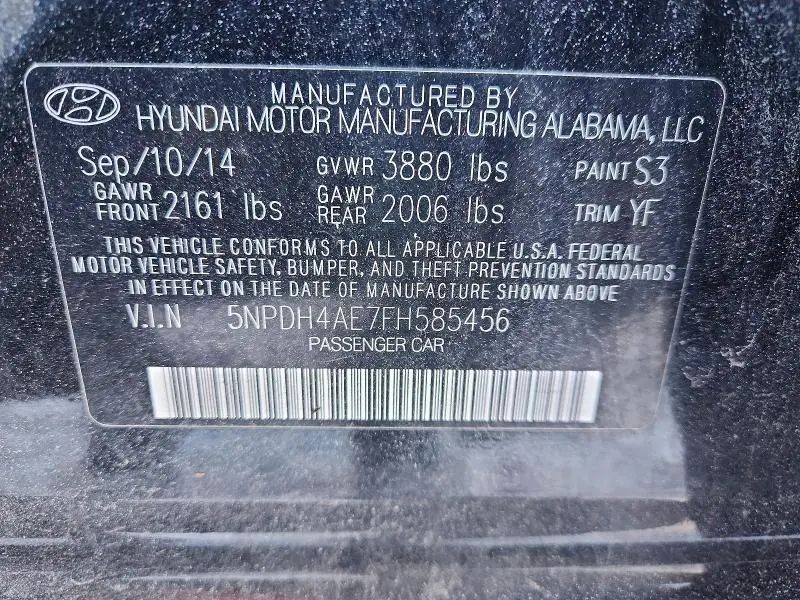 MANUFACTURED BY
HYUNDAI MOTOR MANUFACTURING ALABAMA, LLC
Sep/10/14 GVWR 3880 lbs PAINT S3
GAWR FRONT 2161 lbs GAWR REAR 2006 lbs TRIM YF
THIS VEHICLE CONFORMS TO ALL APPLICABLE U.S.A. FEDERAL
MOTOR VEHICLE SAFETY, BUMPER, AND THEFT PREVENTION STANDARDS
IN EFFECT ON THE DATE OF MANUFACTURE SHOWN ABOVE.
V.I.N 5NPDH4AE7FH585456
PASSENGER CAR